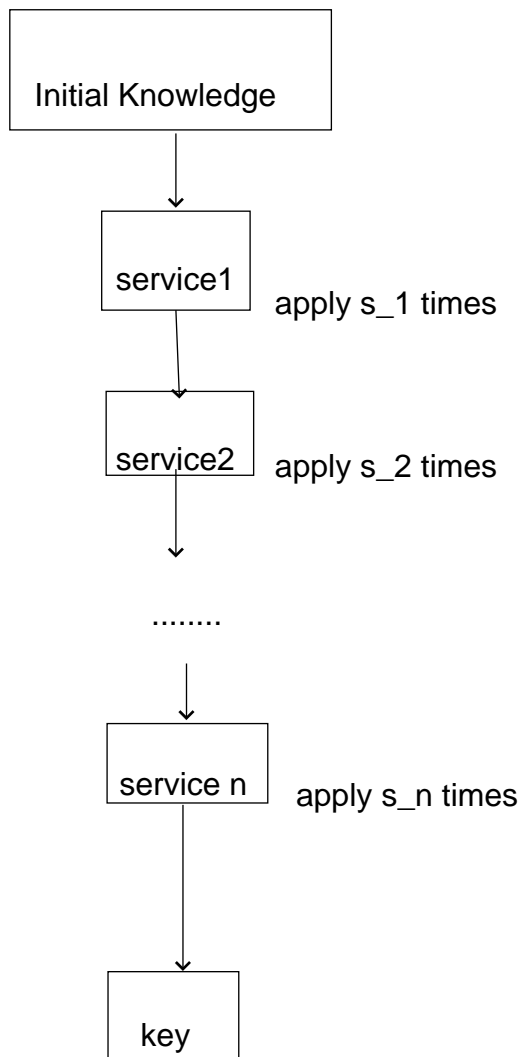 Initial Knowledge
service1
apply s_1 times
service2
apply s_2 times
........
service n
apply s_n times
key